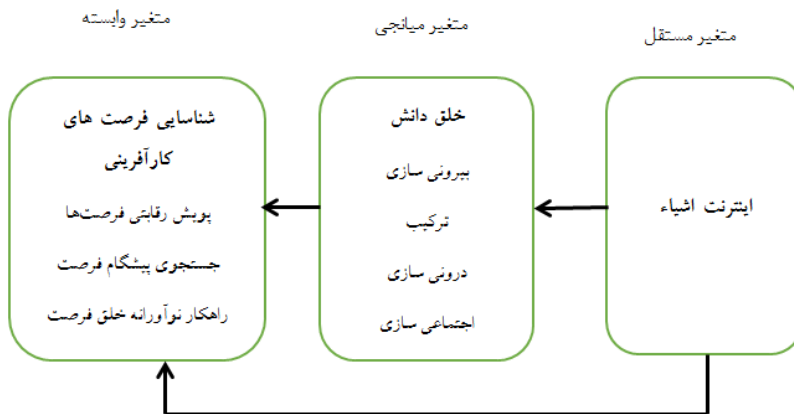 متغیر مستقل
متغیر میانجی
متغیر وابسته
اینترنت اشیاء
خلق دانش
بیرونی سازی
ترکیب
درونی سازی
اجتماعی سازی
شناسایی فرصت های
کارآفرینی
پویش رقابتی فرصت‌ها
جستجوی پیشگام فرصت
راهکار نوآورانه خلق فرصت